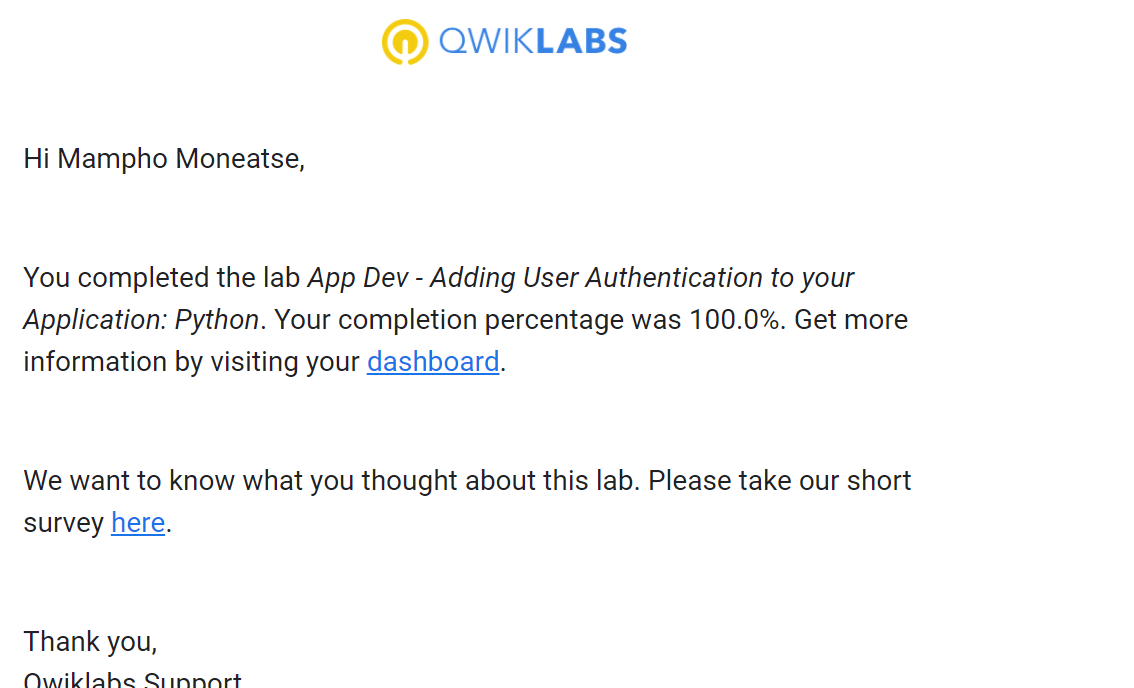 QWIKLABS
Hi Mampho Moneatse,
You completed the lab App Dev - Adding User Authentication to your
Application: Python. Your completion percentage was 100.0%. Get more
information by visiting your dashboard.
We want to know what you thought about this lab. Please take our short
survey here.
Thank you,
Qwiklabs Support